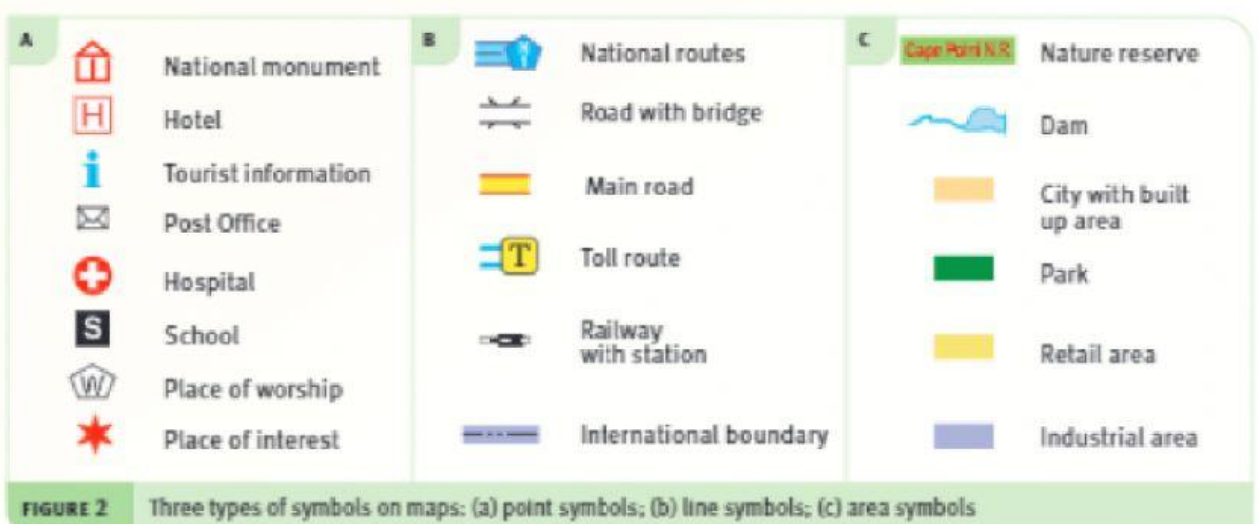 A
National monument
H
Hotel
i
Tourist information
Post Office
Hospital
S
School
W
Place of worship
Place of interest
B
National routes
Road with bridge
Main road
T
Toll route
Railway
with station
International boundary
C
Cape Point N.R.
Nature reserve
Dam
City with built
up area
Park
Retail area
Industrial area
FIGURE 2 Three types of symbols on maps: (a) point symbols; (b) line symbols; (c) area symbols